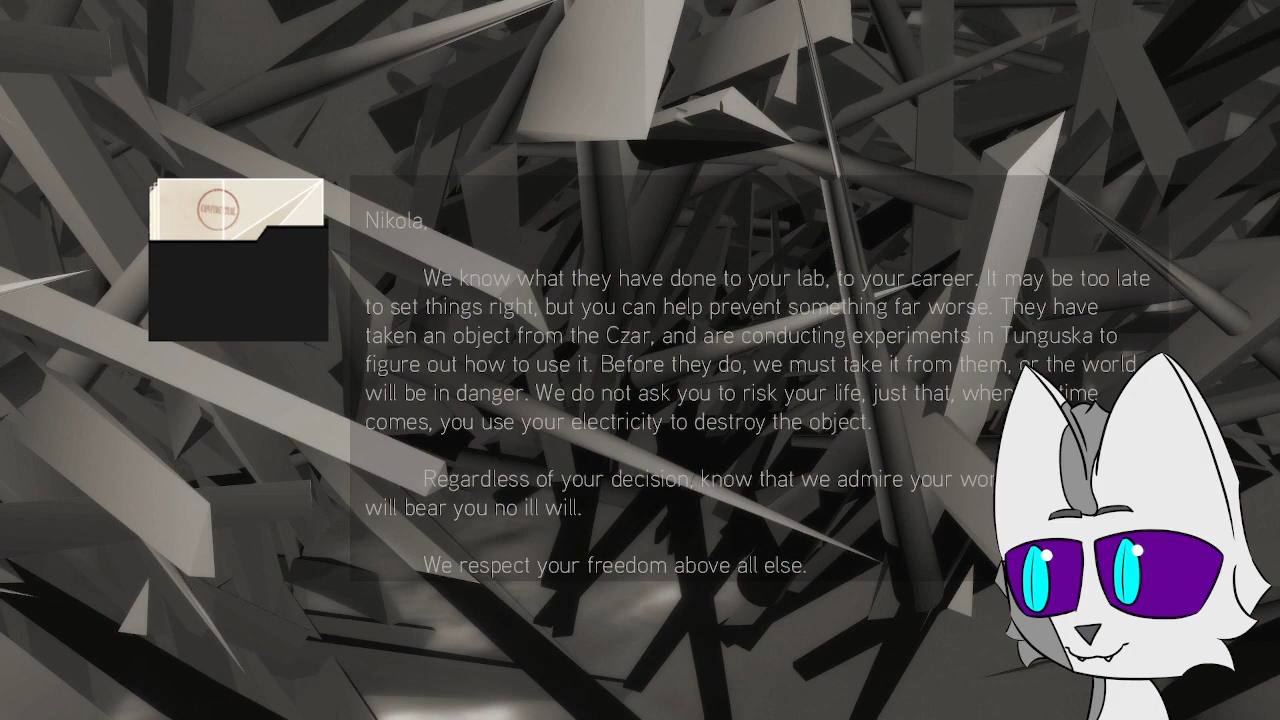 CONFIDENTIAL
Nikola,
We know what they have done to your lab, to your career. It may be too late
to set things right, but you can help prevent something far worse. They have
taken an object from the Czar, and are conducting experiments in Tunguska to
figure out how to use it. Before they do, we must take it from them, or the world
will be in danger. We do not ask you to risk your life, just that, when time
comes, you use your electricity to destroy the object.
Regardless of your decision, know that we admire your
will bear you no ill will.
We respect your freedom above all else.